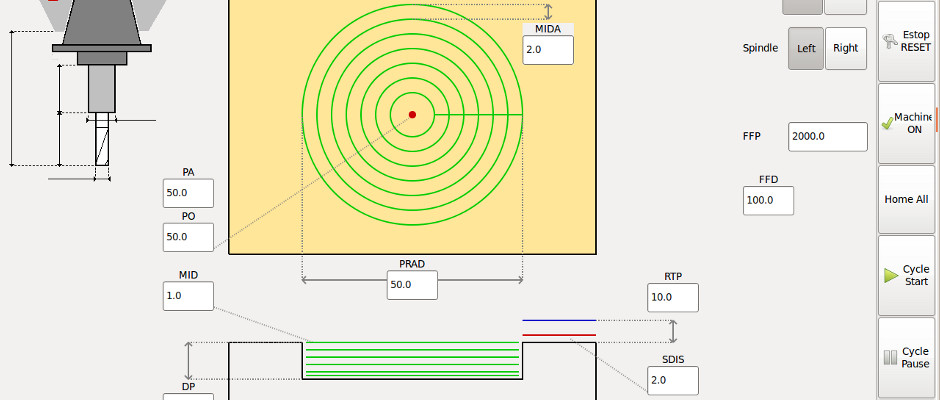 MIDA
2.0
Spindle
Left
Right
Estop
RESET
Machine
ON
FFP
2000.0
PA
50.0
FFD
100.0
Home All
PO
50.0
PRAD
50.0
MID
1.0
RTP
10.0
Cycle
Start
SDIS
2.0
Cycle
Pause
DP